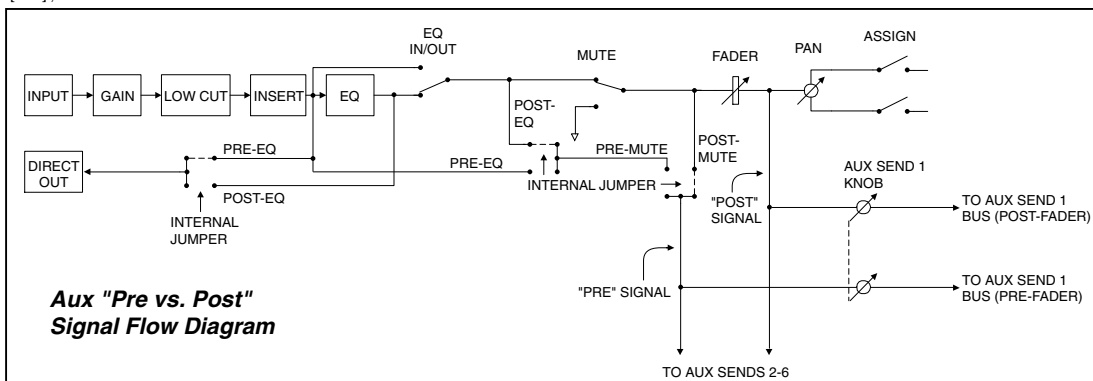 EQ
IN/OUT
MUTE
FADER
PAN
ASSIGN
INPUT
GAIN
LOW CUT
INSERT
EQ
POST-
EQ
DIRECT
OUT
PRE-EQ
POST-EQ
INTERNAL
JUMPER
PRE-EQ
PRE-MUTE
INTERNAL JUMPER
POST-
MUTE
"POST"
SIGNAL
AUX SEND 1
KNOB
TO AUX SEND 1
BUS (POST-FADER)
"PRE" SIGNAL
TO AUX SEND 1
BUS (PRE-FADER)
Aux "Pre vs. Post"
Signal Flow Diagram
TO AUX SENDS 2-6